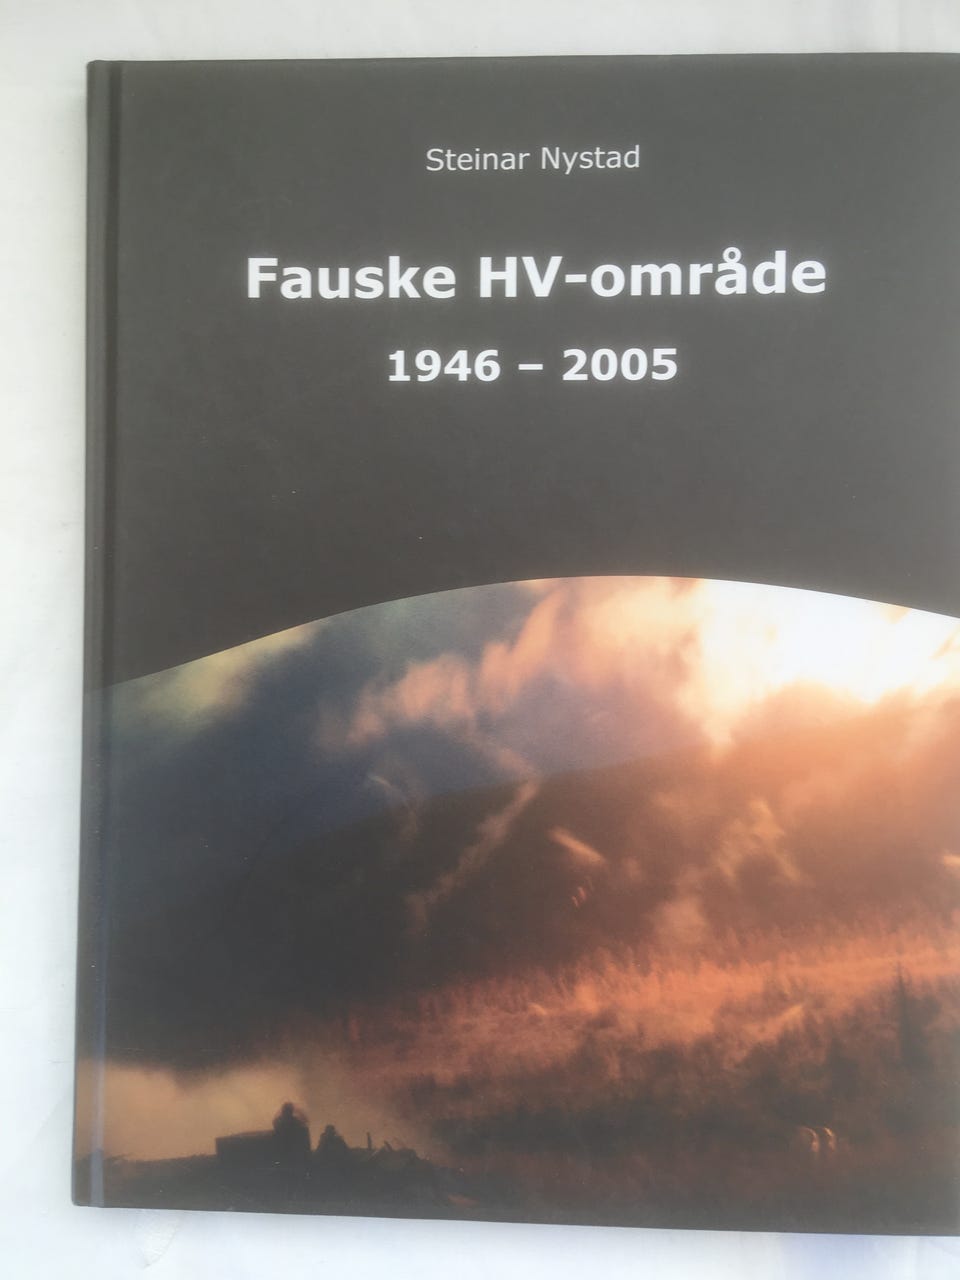 Steinar Nystad
Fauske HV-område
1946 – 2005